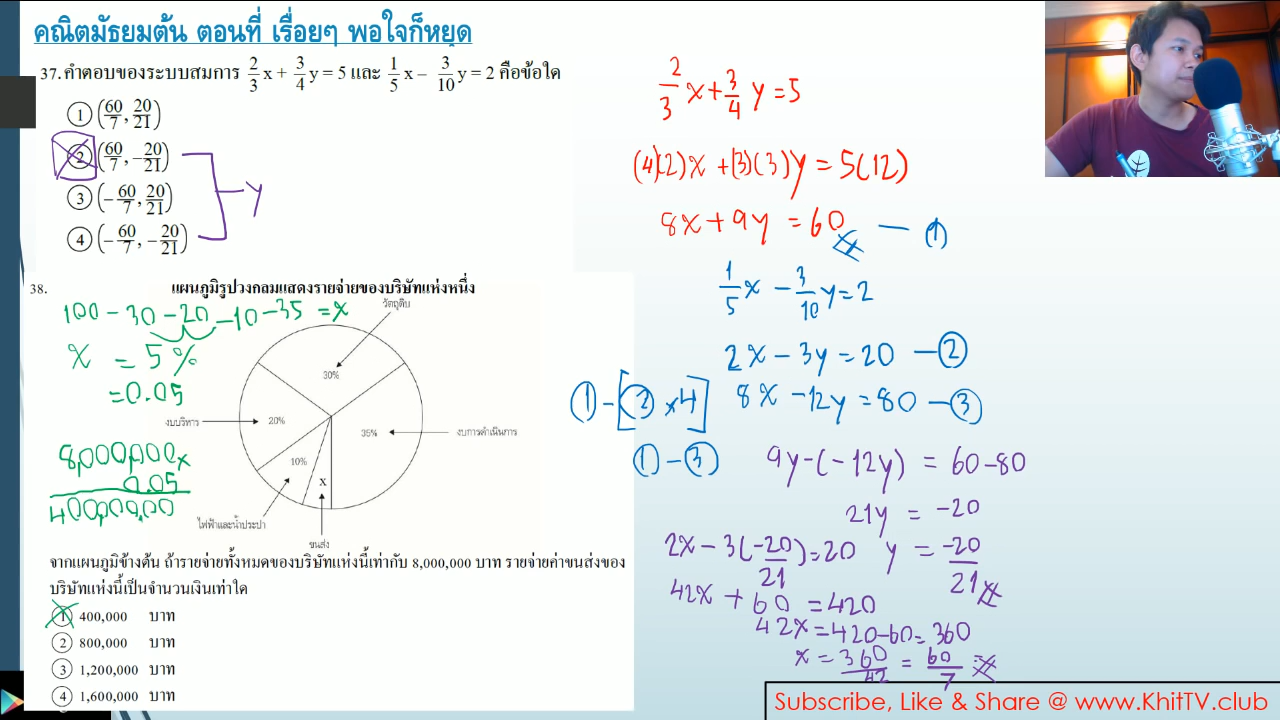 คณิตมัธยมต้น ตอนที่ เรื่อยๆ พอใจก็หยุด
37. คำตอบของระบบสมการ 2/3 x + 3/4 y = 5 และ 1/5 x – 3/10 y = 2 คือข้อใด
① (60/7, 20/21)
② (60/7, –20/21)
③ (–60/7, 20/21)
④ (–60/7, –20/21)
y
38. แผนภูมิรูปวงกลมแสดงรายจ่ายของบริษัทแห่งหนึ่ง
100 - 30 - 20 - 10 - 35 = x
x = 5 %
= 0.05
8,000,000 x
0.05
400,000.00
วัตถุดิบ
30%
งบบริหาร
20%
35%
งบการดำเนินการ
10%
x
ไฟฟ้าและน้ำประปา
ขนส่ง
จากแผนภูมิข้างต้น ถ้ารายจ่ายทั้งหมดของบริษัทแห่งนี้เท่ากับ 8,000,000 บาท รายจ่ายค่าขนส่งของ
บริษัทแห่งนี้เป็นจำนวนเงินเท่าใด
① 400,000 บาท
② 800,000 บาท
③ 1,200,000 บาท
④ 1,600,000 บาท
2/3 x + 3/4 y = 5
(4)(2)x + (3)(3)y = 5(12)
8x + 9y = 60 — ①
1/5 x - 3/10 y = 2
2x - 3y = 20 — ②
① - [② x 4] 8x - 12y = 80 — ③
① - ③ 9y - (-12y) = 60 - 80
21y = -20
2x - 3(-20/21) = 20 y = -20/21
42x + 60 = 420
42x = 420 - 60 = 360
x = 360/42 = 60/7
Subscribe, Like & Share @ www.KhitTV.club